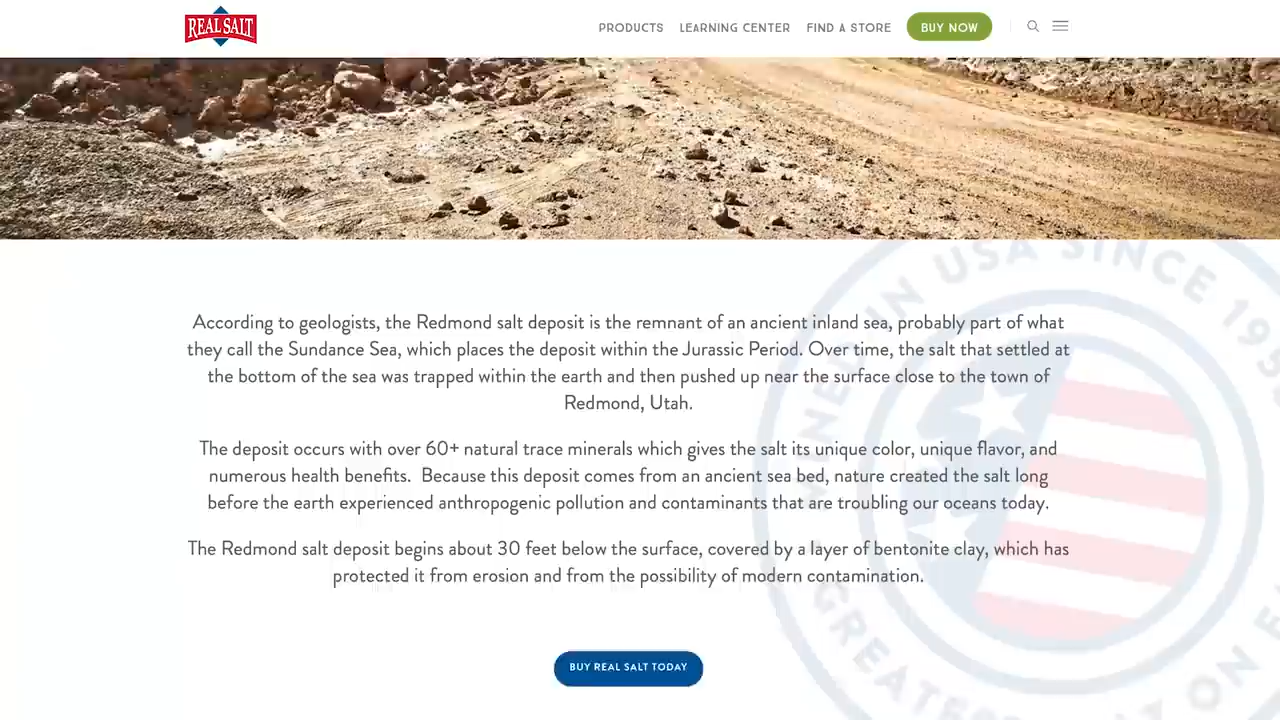 REAL SALT
PRODUCTS LEARNING CENTER FIND A STORE BUY NOW
According to geologists, the Redmond salt deposit is the remnant of an ancient inland sea, probably part of what
they call the Sundance Sea, which places the deposit within the Jurassic Period. Over time, the salt that settled at
the bottom of the sea was trapped within the earth and then pushed up near the surface close to the town of
Redmond, Utah.
The deposit occurs with over 60+ natural trace minerals which gives the salt its unique color, unique flavor, and
numerous health benefits.  Because this deposit comes from an ancient sea bed, nature created the salt long
before the earth experienced anthropogenic pollution and contaminants that are troubling our oceans today.
The Redmond salt deposit begins about 30 feet below the surface, covered by a layer of bentonite clay, which has
protected it from erosion and from the possibility of modern contamination.
BUY REAL SALT TODAY
MINED IN USA SINCE 195
GREATEST ON